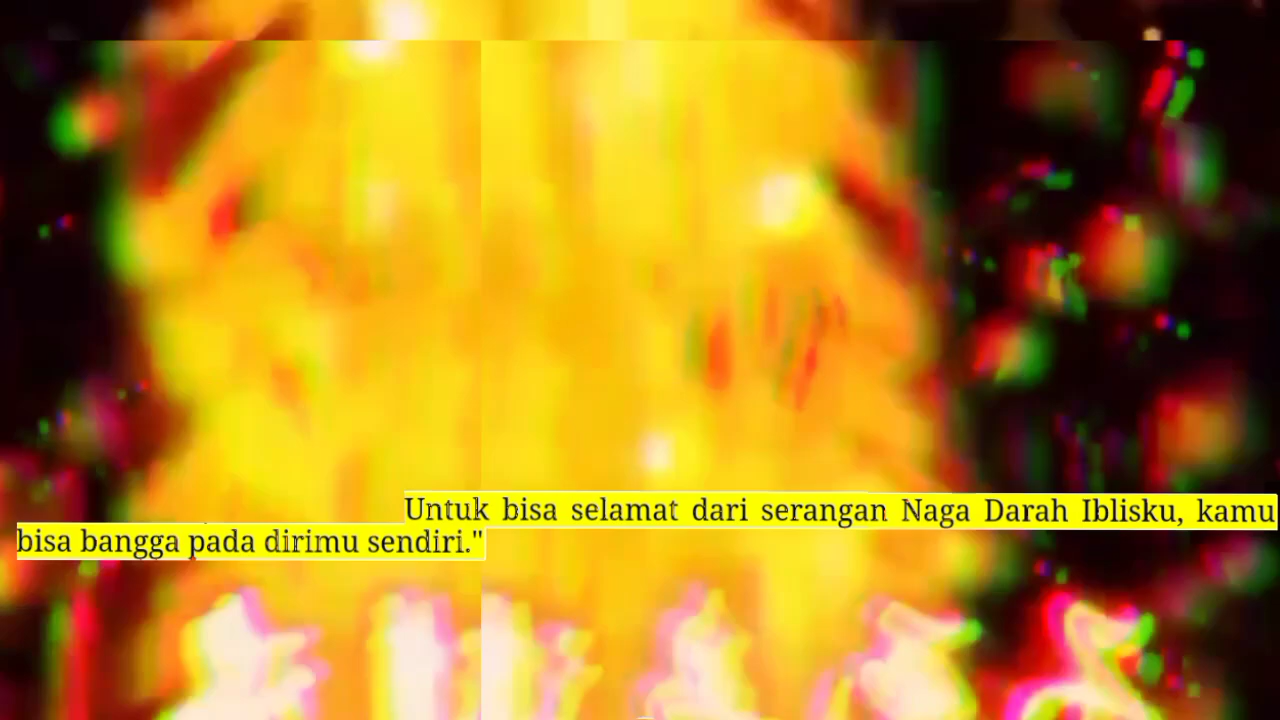 Untuk bisa selamat dari serangan Naga Darah Iblisku, kamu
bisa bangga pada dirimu sendiri."